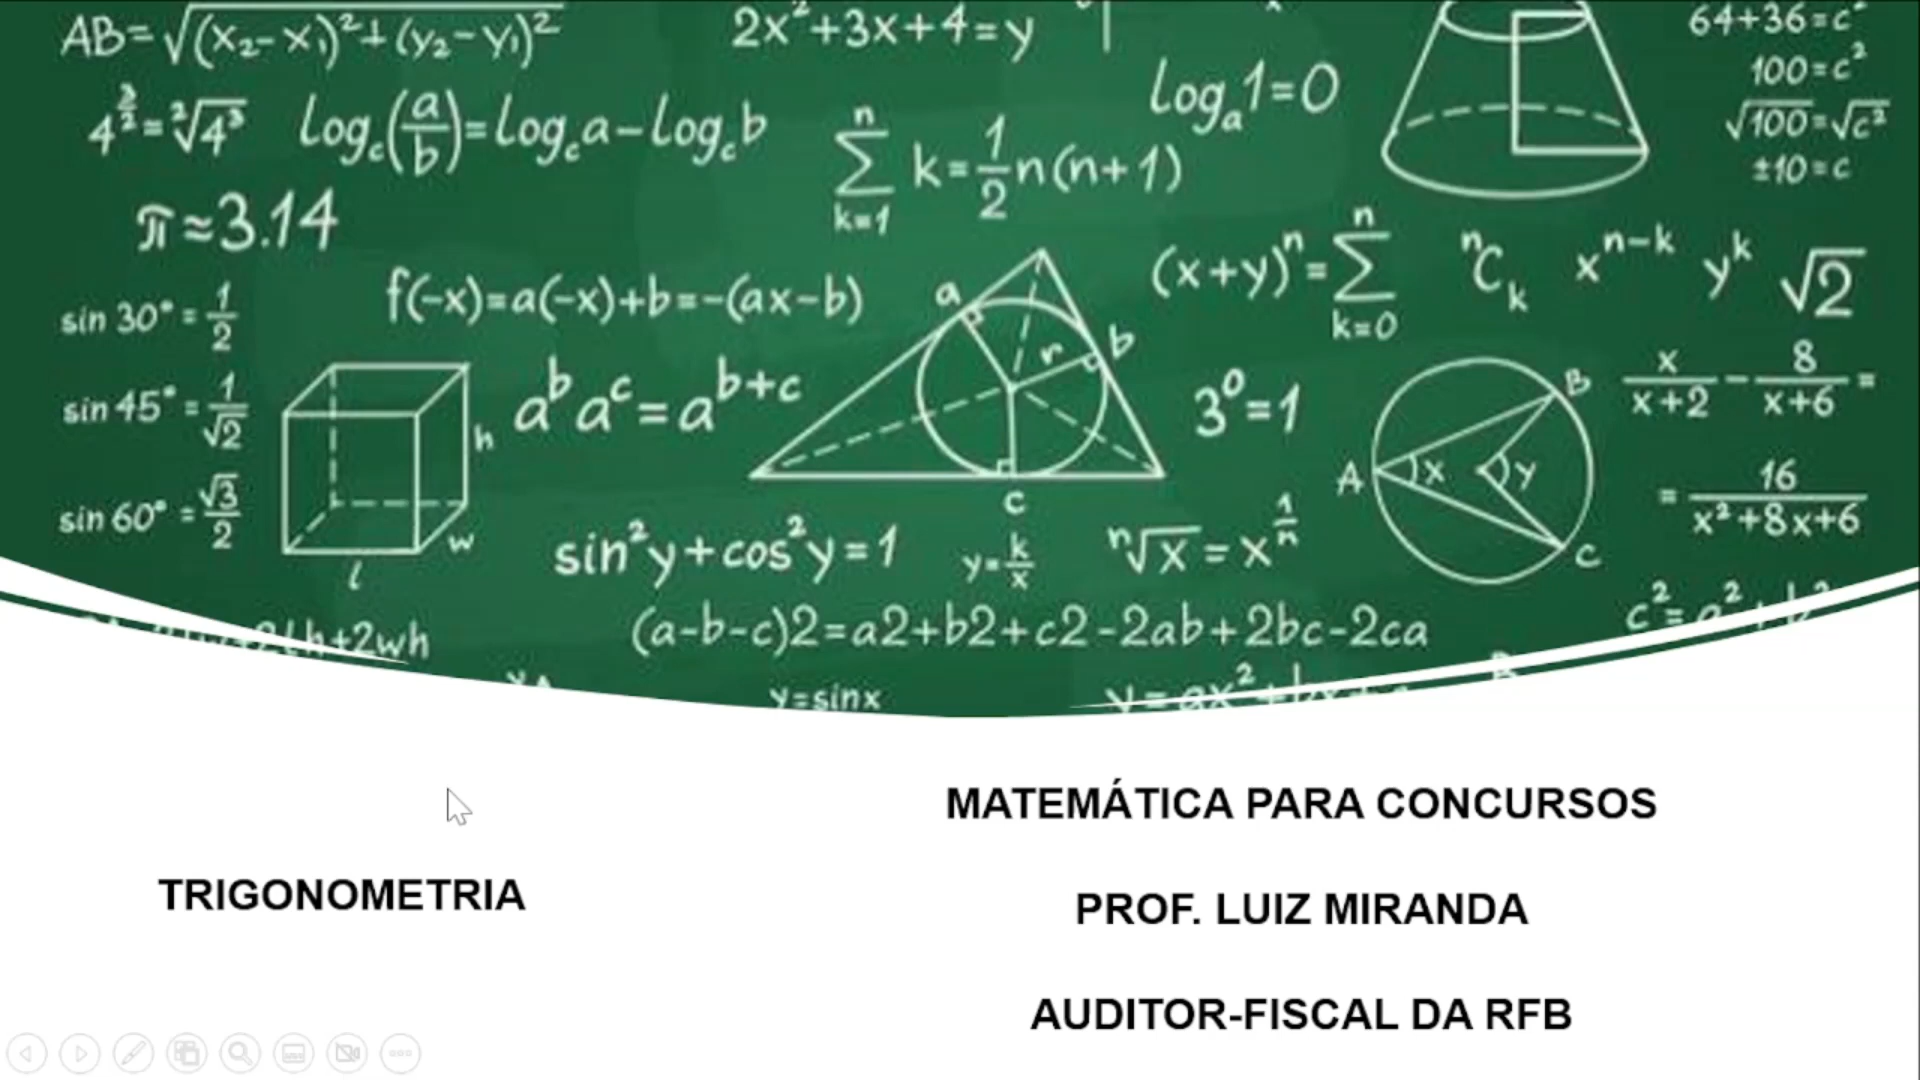 AB=√(x₂-x₁)²+(y₂-y₁)²
2x²+3x+4=y
64+36=c²
100=c²
√100=√c²
±10=c
4^(3/2)=²√4³
log_c(a/b)=log_c a-log_c b
n
∑ k=1/2 n(n+1)
k=1
log_a 1=0
π≈3.14
(x+y)ⁿ= n ∑ k=0 ⁿC_k x^(n-k) y^k √2
sin 30°=1/2
f(-x)=a(-x)+b=-(ax-b)
a
b
r
c
sin 45°=1/√2
h
w
l
a^b a^c=a^(b+c)
3⁰=1
A
B
C
x
y
x/(x+2) - 8/(x+6) =
= 16/(x²+8x+6)
sin 60°=√3/2
sin²y+cos²y=1
y=k/x
ⁿ√x=x^(1/n)
(a-b-c)2=a2+b2+c2-2ab+2bc-2ca
+2wh
y=sinx
TRIGONOMETRIA
MATEMÁTICA PARA CONCURSOS
PROF. LUIZ MIRANDA
AUDITOR-FISCAL DA RFB